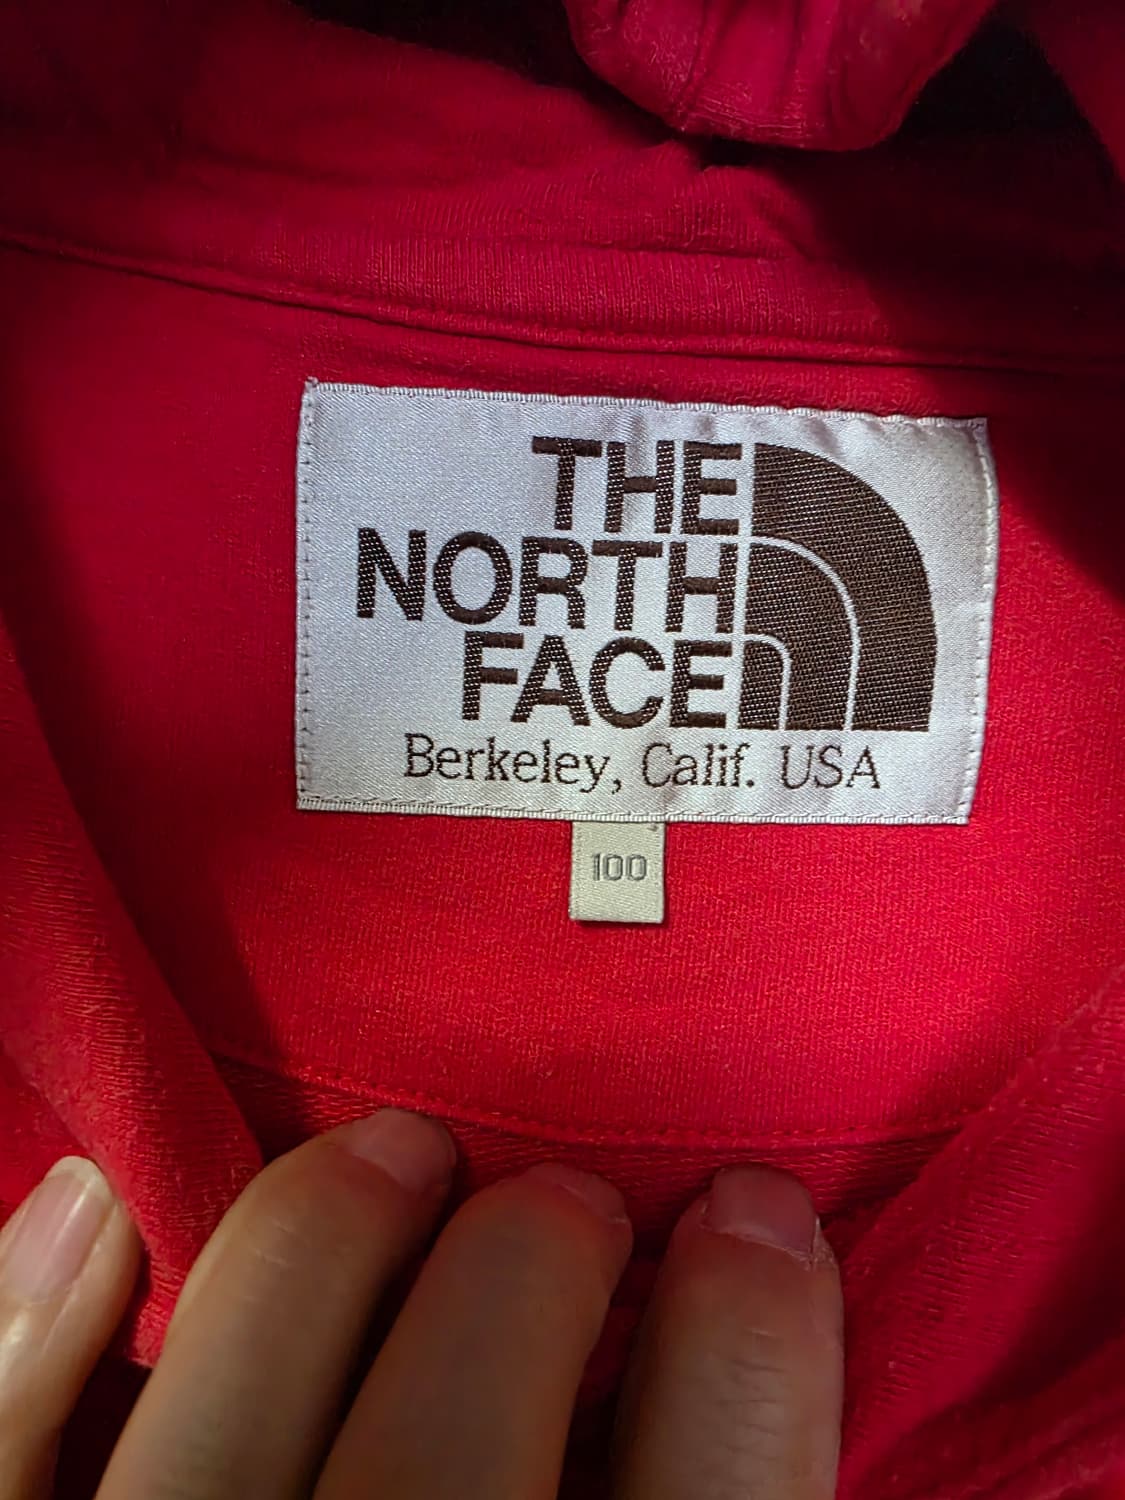 THE
NORTH
FACE
Berkeley, Calif. USA
100